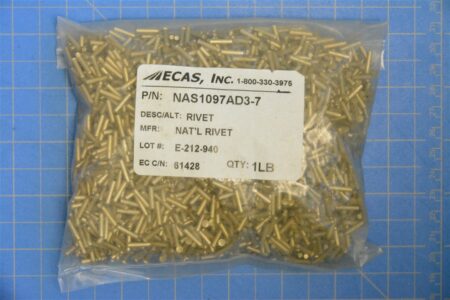 MECAS, INC. 1-800-330-3975
P/N: NAS1097AD3-7
DESC/ALT: RIVET
MFR: NAT'L RIVET
LOT #: E-212-940
EC C/N: 61428 QTY: 1LB